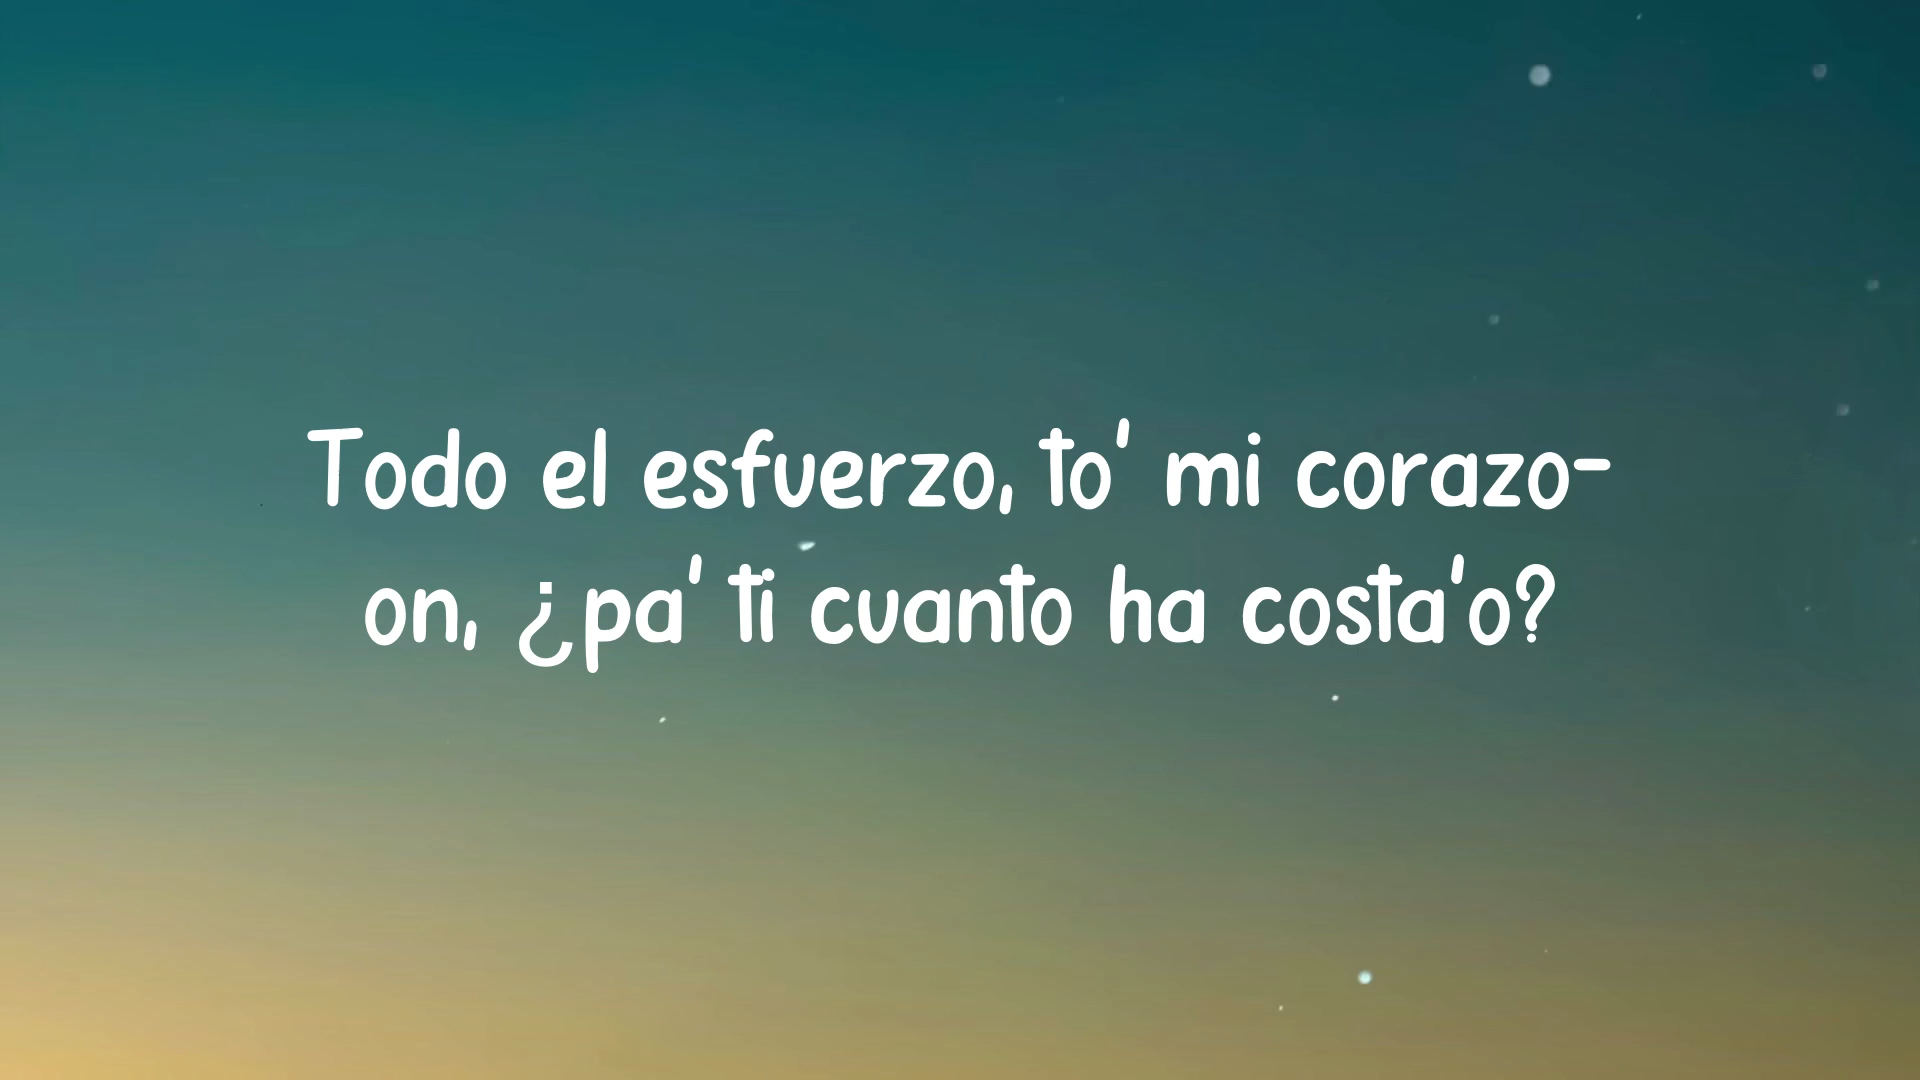 Todo el esfuerzo, to' mi corazo-
on, ¿pa' ti cuanto ha costa'o?